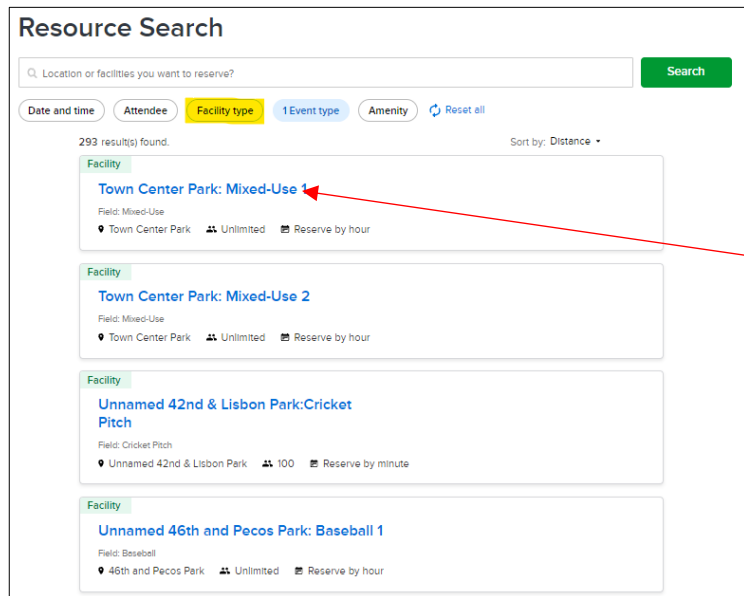 Resource Search
Location or facilities you want to reserve?
Search
Date and time Attendee Facility type 1 Event type Amenity Reset all
293 result(s) found. Sort by: Distance
Facility
Town Center Park: Mixed-Use 1
Field: Mixed-Use
Town Center Park Unlimited Reserve by hour
Facility
Town Center Park: Mixed-Use 2
Field: Mixed-Use
Town Center Park Unlimited Reserve by hour
Facility
Unnamed 42nd & Lisbon Park:Cricket
Pitch
Field: Cricket Pitch
Unnamed 42nd & Lisbon Park 100 Reserve by minute
Facility
Unnamed 46th and Pecos Park: Baseball 1
Field: Baseball
46th and Pecos Park Unlimited Reserve by hour